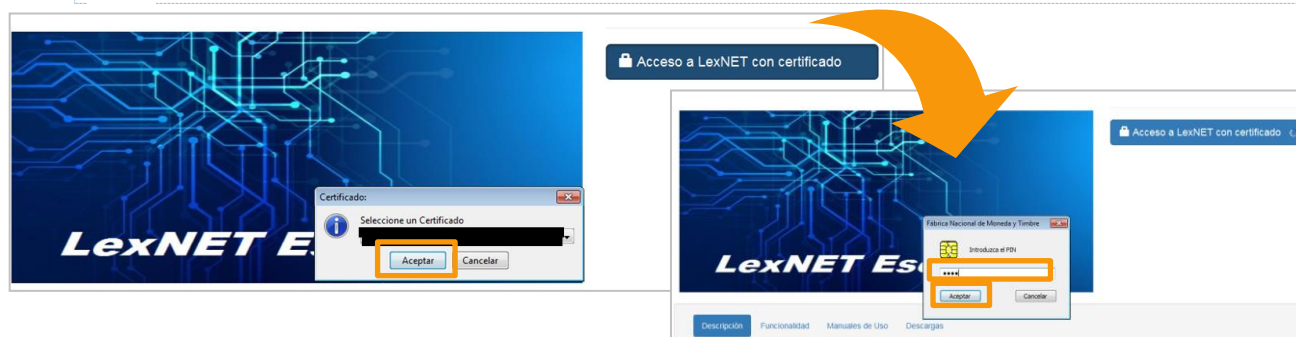 Acceso a LexNET con certificado
Certificado:
Seleccione un Certificado
LexNET E
Aceptar
Cancelar
Acceso a LexNET con certificado
Fábrica Nacional de Moneda y Timbre
Introduzca el PIN
LexNET Es
••••
Aceptar
Cancelar
Descripción
Funcionalidad
Manuales de Uso
Descargas